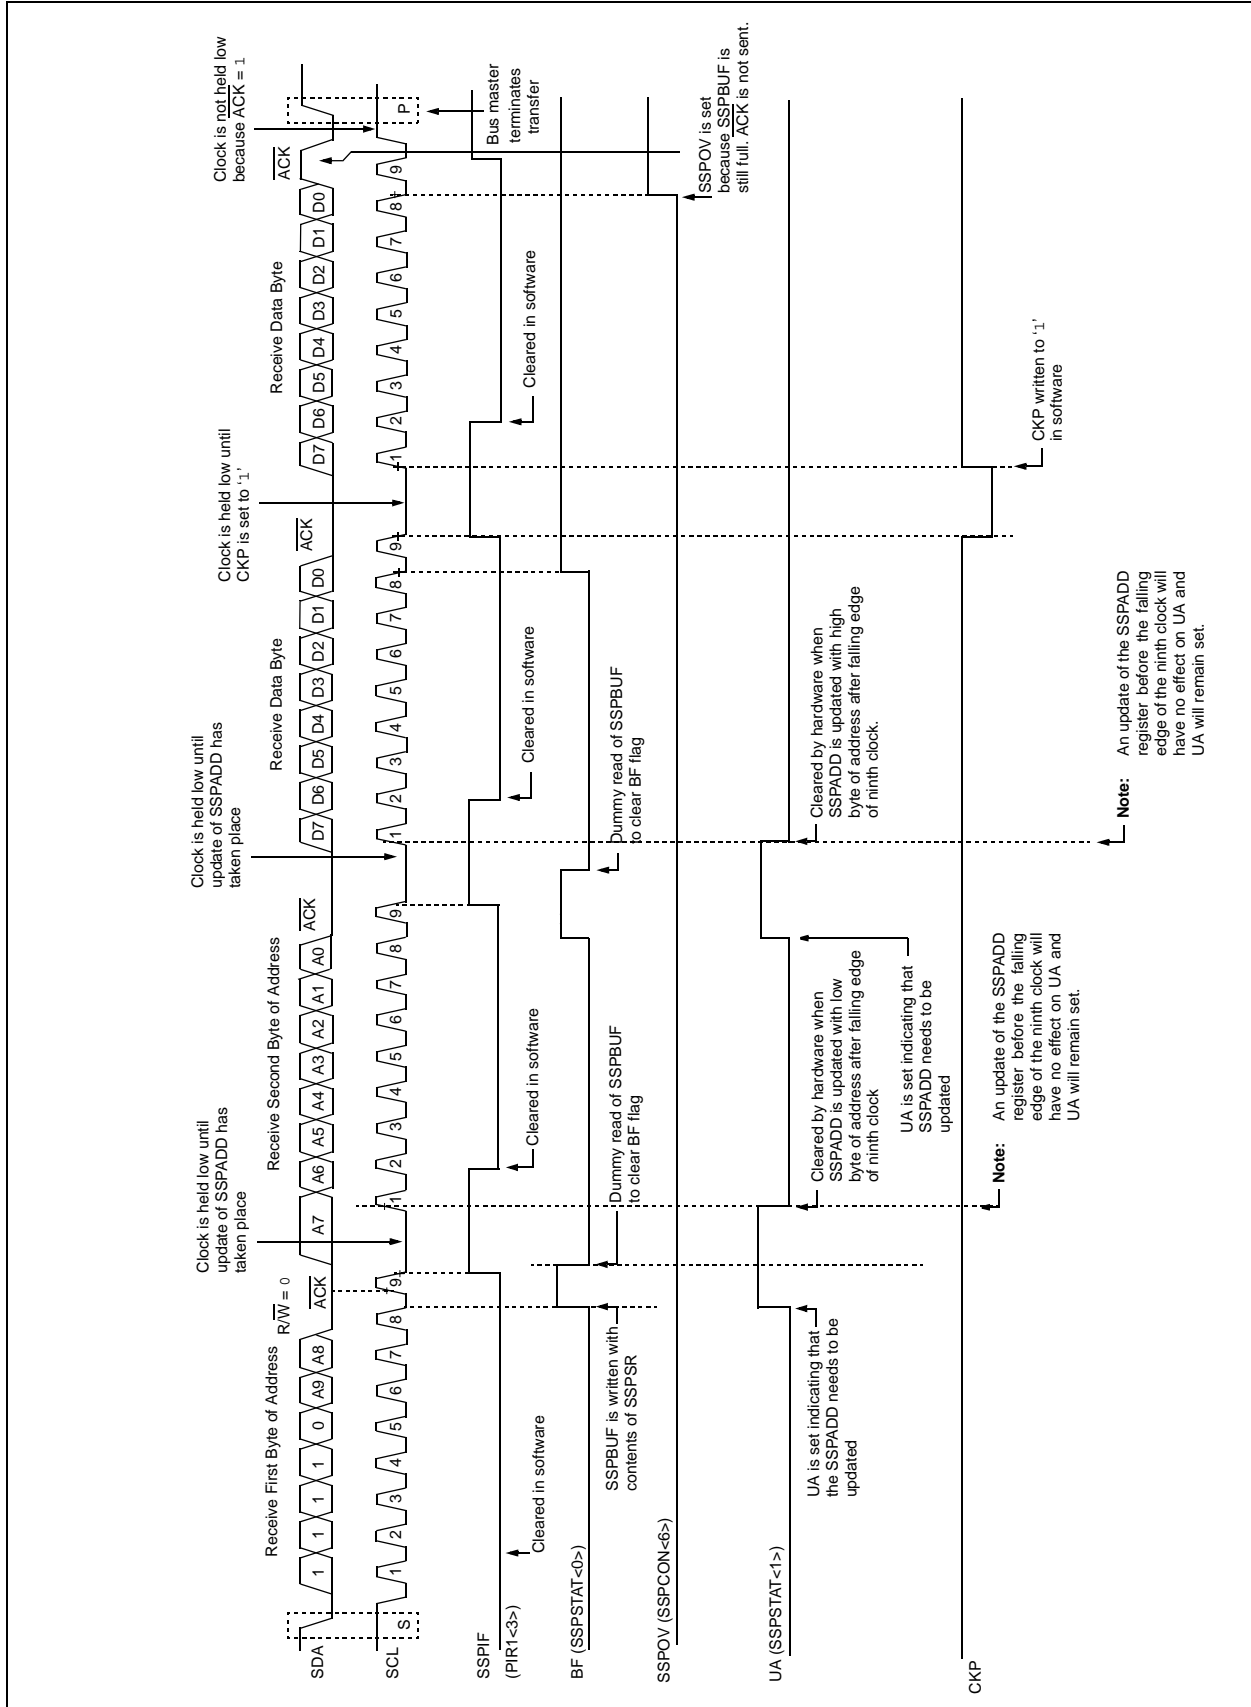 Receive First Byte of Address
R/W = 0
ACK
Clock is held low until
update of SSPADD has
taken place
Receive Second Byte of Address
ACK
Clock is held low until
update of SSPADD has
taken place
Receive Data Byte
ACK
Clock is held low until
CKP is set to ‘1’
Receive Data Byte
ACK
Clock is not held low
because ACK = 1
SDA
1 1 1 1 0 A9 A8
A7 A6 A5 A4 A3 A2 A1 A0
D7 D6 D5 D4 D3 D2 D1 D0
D7 D6 D5 D4 D3 D2 D1 D0
SCL
S
1 2 3 4 5 6 7 8 9
1 2 3 4 5 6 7 8 9
1 2 3 4 5 6 7 8 9
1 2 3 4 5 6 7 8 9
P
Bus master
terminates
transfer
SSPIF
(PIR1<3>)
Cleared in software
Cleared in software
Cleared in software
Cleared in software
BF (SSPSTAT<0>)
SSPBUF is written with
contents of SSPSR
Dummy read of SSPBUF
to clear BF flag
Dummy read of SSPBUF
to clear BF flag
SSPOV (SSPCON<6>)
SSPOV is set
because SSPBUF is
still full. ACK is not sent.
UA (SSPSTAT<1>)
UA is set indicating that
the SSPADD needs to be
updated
Cleared by hardware when
SSPADD is updated with low
byte of address after falling edge
of ninth clock
UA is set indicating that
SSPADD needs to be
updated
Cleared by hardware when
SSPADD is updated with high
byte of address after falling edge
of ninth clock.
CKP
CKP written to ‘1’
in software
Note: An update of the SSPADD
register before the falling
edge of the ninth clock will
have no effect on UA and
UA will remain set.
Note: An update of the SSPADD
register before the falling
edge of the ninth clock will
have no effect on UA and
UA will remain set.